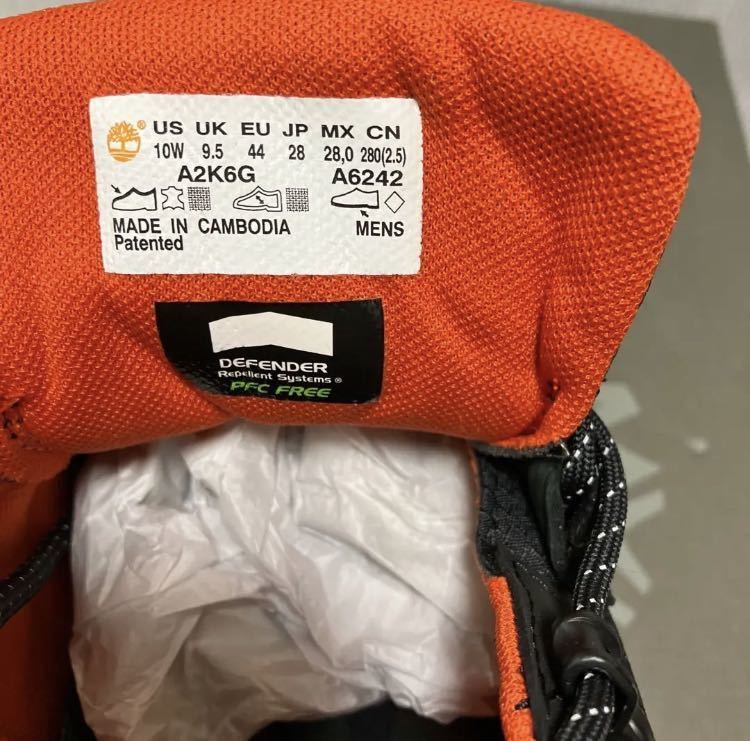 ® US UK EU JP MX CN
10W 9.5 44 28 28,0 280(2.5)
A2K6G A6242
MADE IN CAMBODIA
Patented MENS
DEFENDER
Repellent Systems ®
PFC FREE